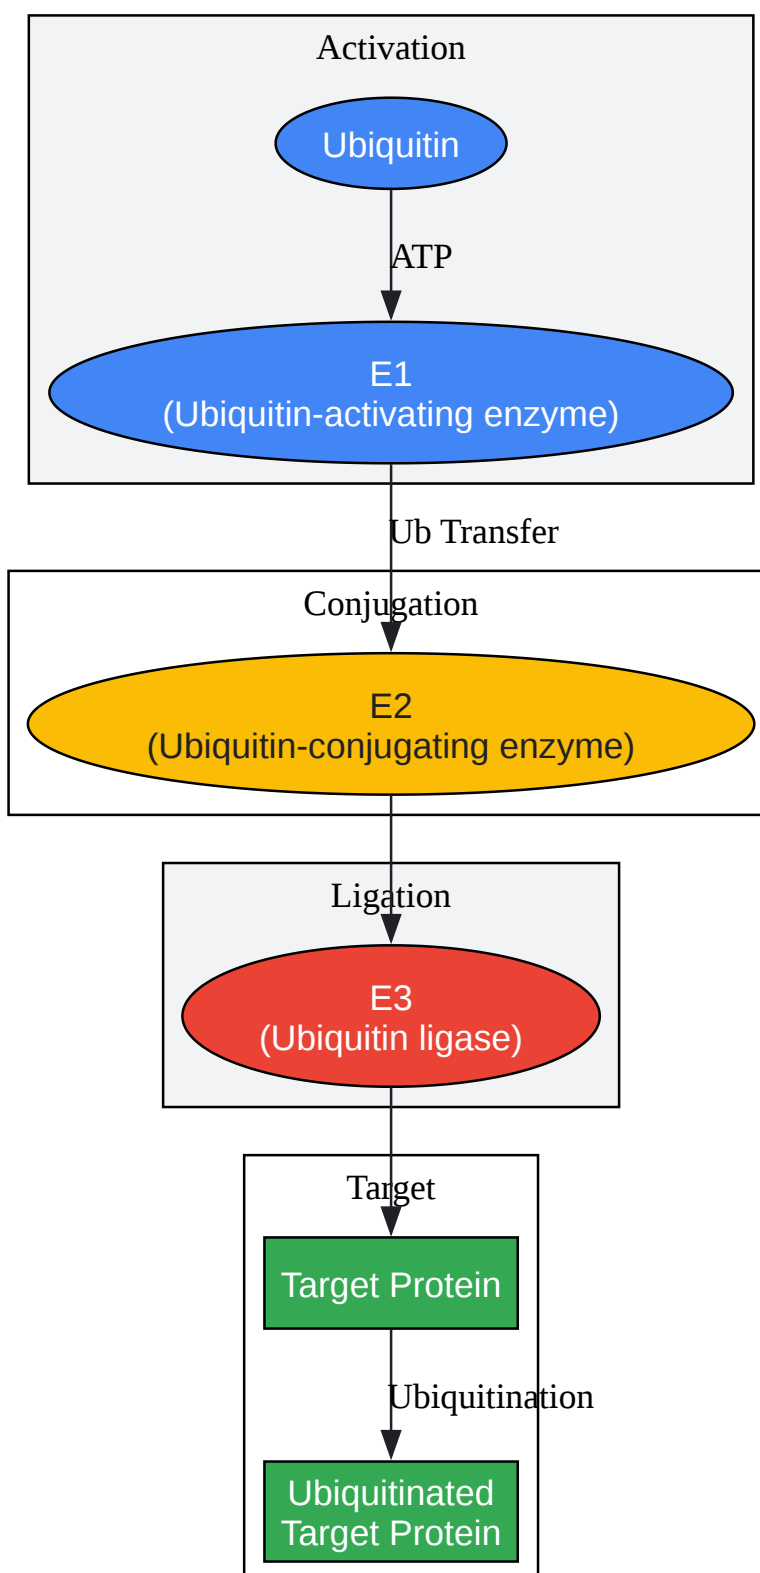 Activation
Ubiquitin
ATP
E1
(Ubiquitin-activating enzyme)
Ub Transfer
Conjugation
E2
(Ubiquitin-conjugating enzyme)
Ligation
E3
(Ubiquitin ligase)
Target
Target Protein
Ubiquitination
Ubiquitinated
Target Protein